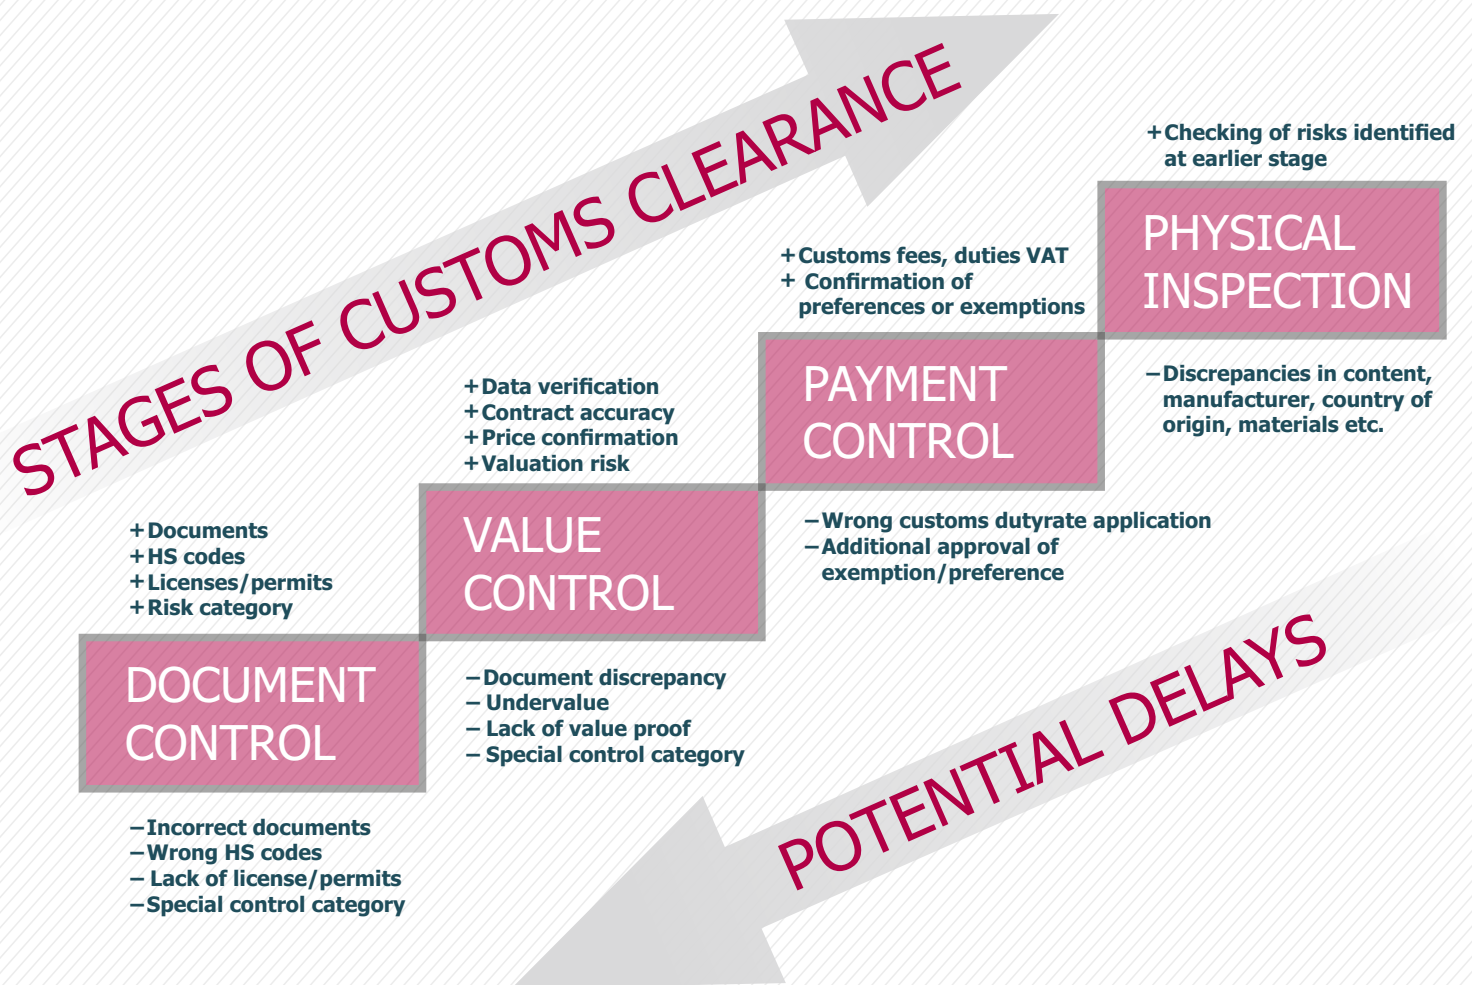 STAGES OF CUSTOMS CLEARANCE
+Documents
+HS codes
+Licenses/permits
+Risk category
DOCUMENT
CONTROL
–Incorrect documents
–Wrong HS codes
– Lack of license/permits
–Special control category
+Data verification
+Contract accuracy
+Price confirmation
+Valuation risk
VALUE
CONTROL
–Document discrepancy
– Undervalue
– Lack of value proof
– Special control category
+Customs fees, duties VAT
+ Confirmation of
preferences or exemptions
PAYMENT
CONTROL
–Wrong customs dutyrate application
–Additional approval of
exemption/preference
+Checking of risks identified
at earlier stage
PHYSICAL
INSPECTION
–Discrepancies in content,
manufacturer, country of
origin, materials etc.
POTENTIAL DELAYS